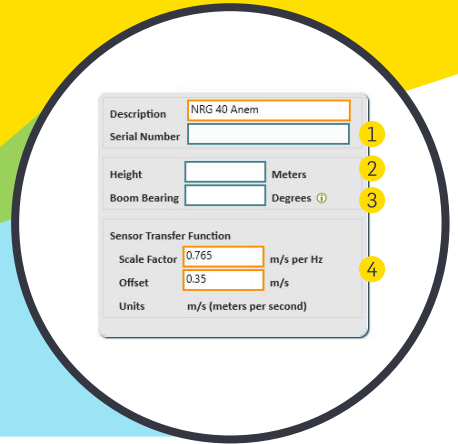 Description NRG 40 Anem
Serial Number 1
Height Meters 2
Boom Bearing Degrees i 3
Sensor Transfer Function
Scale Factor 0.765 m/s per Hz
4
Offset 0.35 m/s
Units m/s (meters per second)